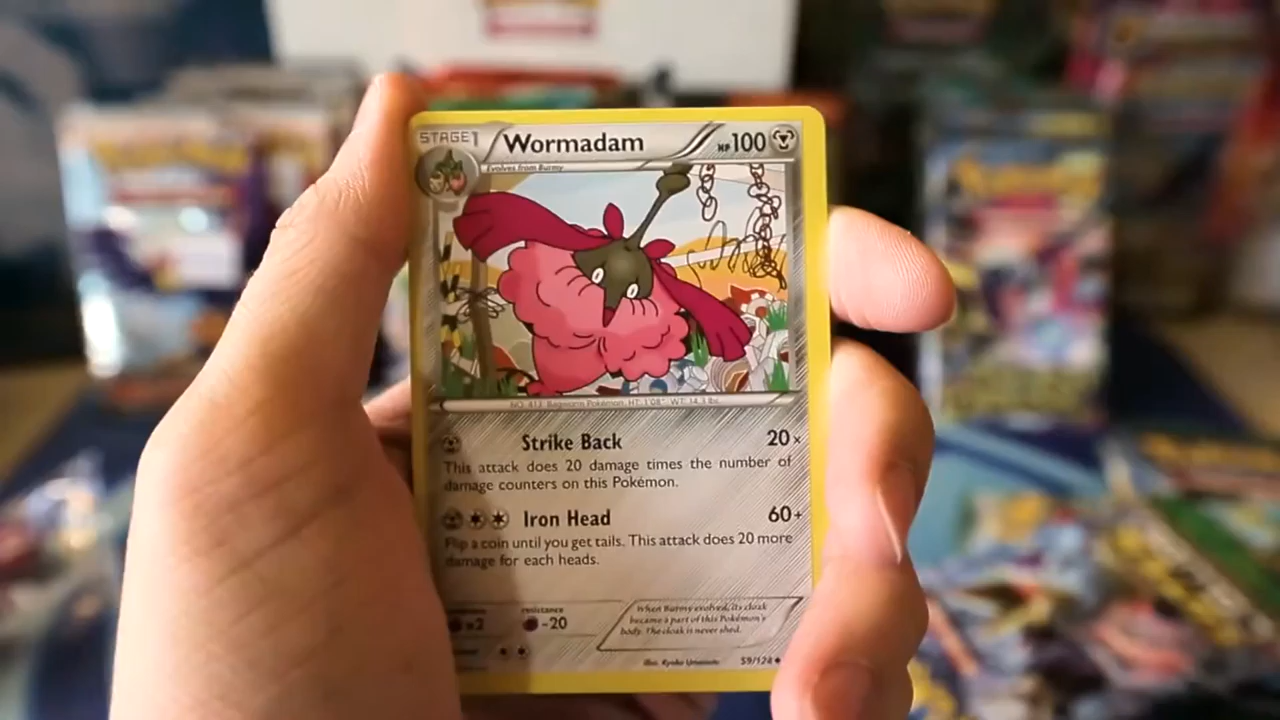 STAGE1 Wormadam HP100
Evolves from Burmy
NO. 413 Bagworm Pokémon. HT: 1'08" WT: 14.3 lbs.
Strike Back 20×
This attack does 20 damage times the number of
damage counters on this Pokémon.
Iron Head 60+
Flip a coin until you get tails. This attack does 20 more
damage for each heads.
×2 resistance -20
When Burmy evolved, its cloak
became a part of this Pokémon's
body. The cloak is never shed.
illus. Kyoko Umemoto 59/124